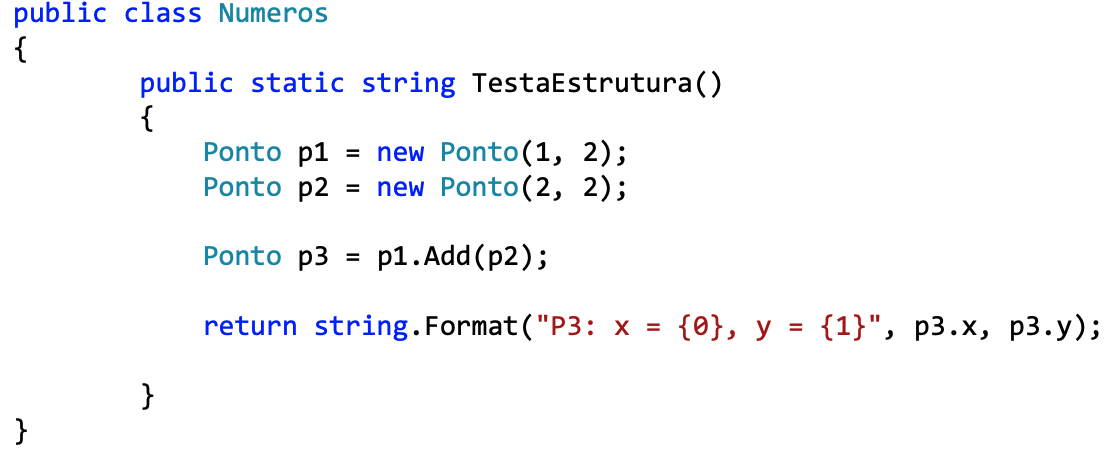 public class Numeros
{
public static string TestaEstrutura()
{
Ponto p1 = new Ponto(1, 2);
Ponto p2 = new Ponto(2, 2);
Ponto p3 = p1.Add(p2);
return string.Format("P3: x = {0}, y = {1}", p3.x, p3.y);
}
}